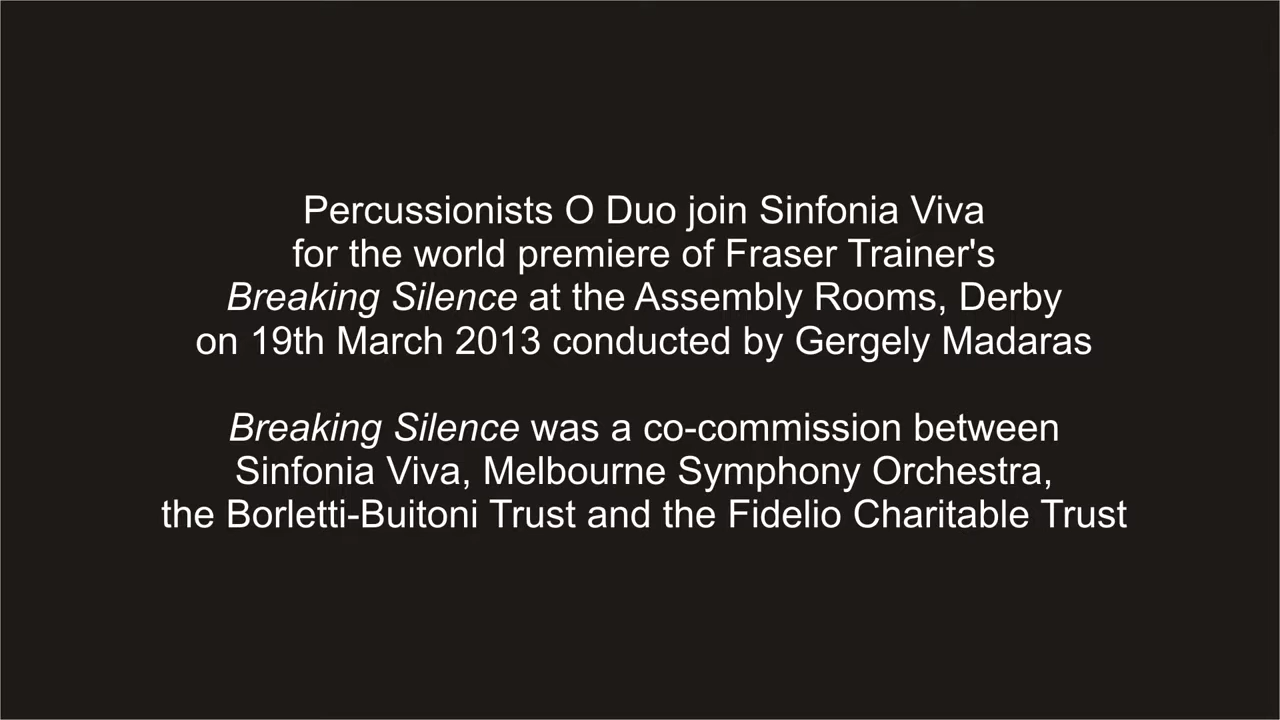 Percussionists O Duo join Sinfonia Viva
for the world premiere of Fraser Trainer's
Breaking Silence at the Assembly Rooms, Derby
on 19th March 2013 conducted by Gergely Madaras
Breaking Silence was a co-commission between
Sinfonia Viva, Melbourne Symphony Orchestra,
the Borletti-Buitoni Trust and the Fidelio Charitable Trust